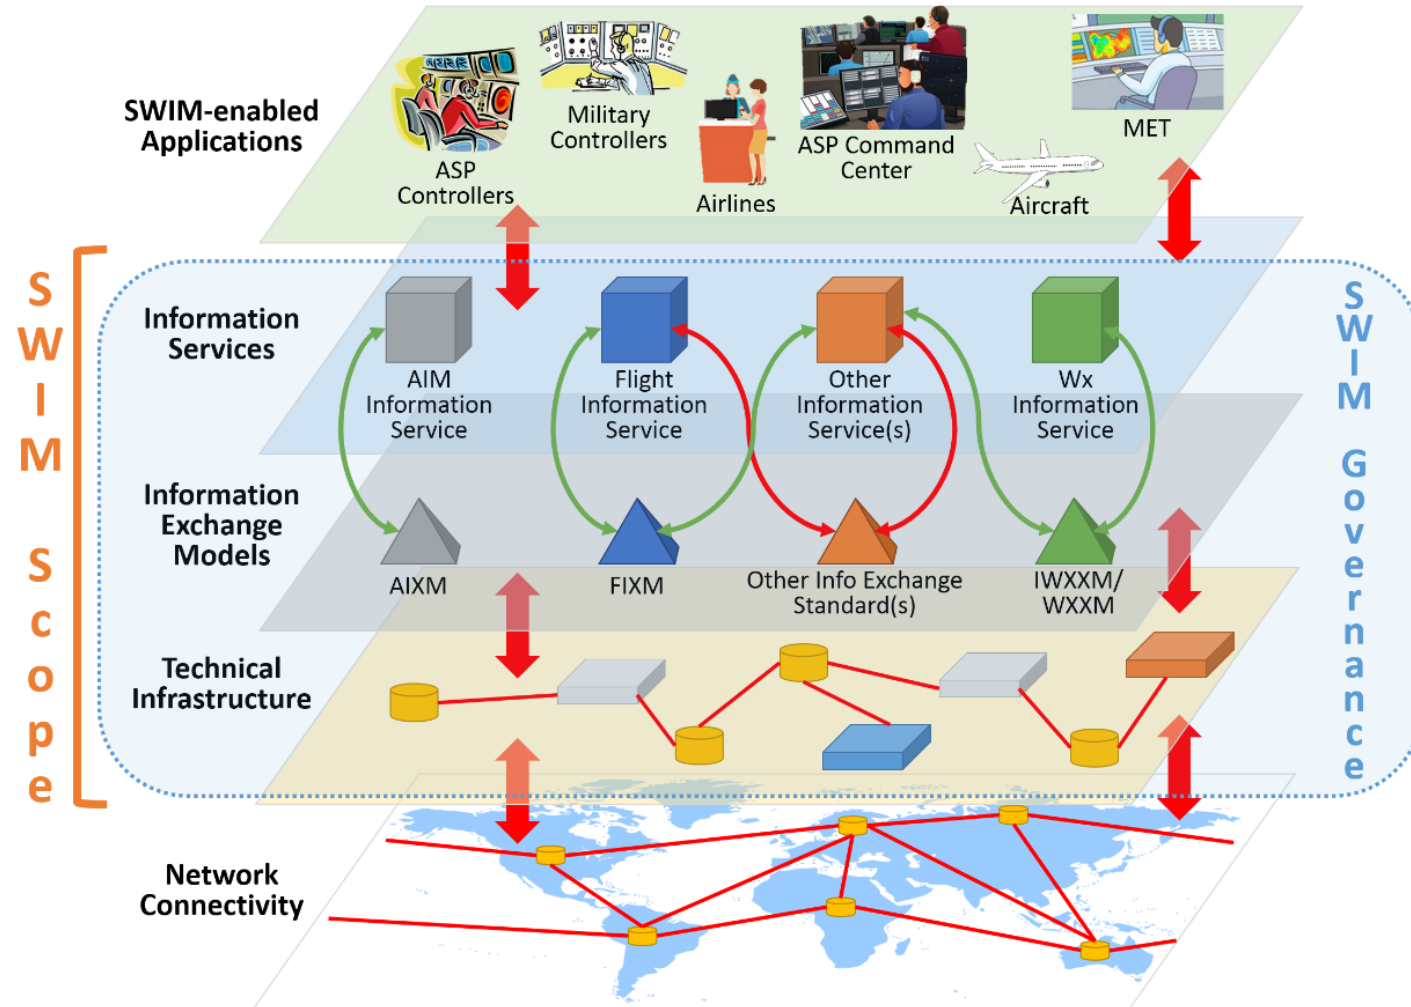 SWIM-enabled
Applications
ASP
Controllers
Military
Controllers
Airlines
ASP Command
Center
Aircraft
MET
SWIM Scope
SWIM Governance
Information
Services
AIM
Information
Service
Flight
Information
Service
Other
Information
Service(s)
Wx
Information
Service
Information
Exchange
Models
AIXM
FIXM
Other Info Exchange
Standard(s)
IWXXM/
WXXM
Technical
Infrastructure
Network
Connectivity